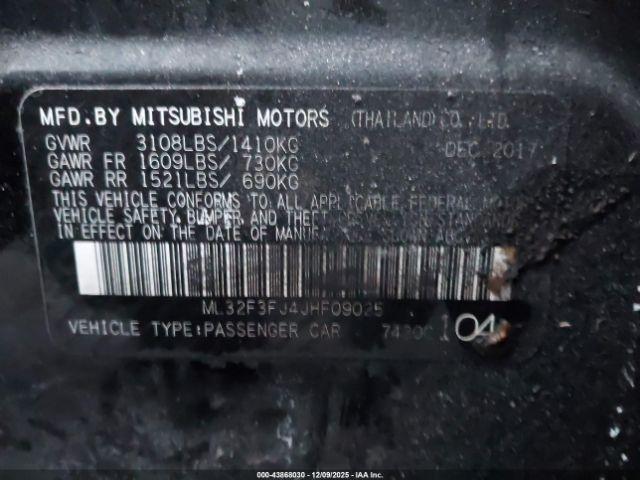 MFD.BY MITSUBISHI MOTORS (THAILAND) CO., LTD.
GVWR 3108LBS/1410KG DEC 2017
GAWR FR 1609LBS/ 730KG
GAWR RR 1521LBS/ 690KG
THIS VEHICLE CONFORMS TO ALL APPLICABLE FEDERAL
VEHICLE SAFETY, BUMPER, AND THEFT
IN EFFECT ON THE DATE OF
ML32F3FJ4JHF09025
VEHICLE TYPE:PASSENGER CAR 104
000-43868030 - 12/09/2025 - IAA Inc.